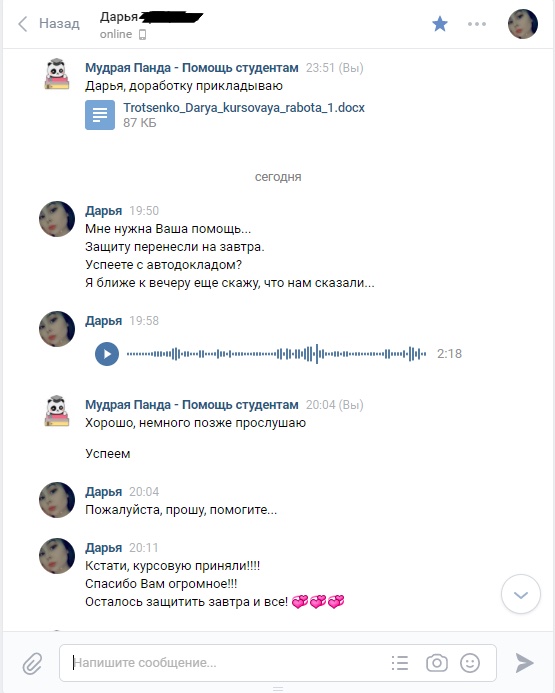 Назад
Дарья
online
Мудрая Панда - Помощь студентам 23:51 (Вы)
Дарья, доработку прикладываю
Trotsenko_Darya_kursovaya_rabota_1.docx
87 КБ
сегодня
Дарья 19:50
Мне нужна Ваша помощь...
Защиту перенесли на завтра.
Успеете с автодокладом?
Я ближе к вечеру еще скажу, что нам сказали...
Дарья 19:58
2:18
Мудрая Панда - Помощь студентам 20:04 (Вы)
Хорошо, немного позже прослушаю
Успеем
Дарья 20:04
Пожалуйста, прошу, помогите...
Дарья 20:11
Кстати, курсовую приняли!!!!
Спасибо Вам огромное!!!
Осталось защитить завтра и все! 💞💞💞
Напишите сообщение...